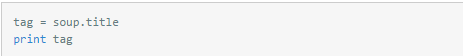 tag = soup.title
print tag